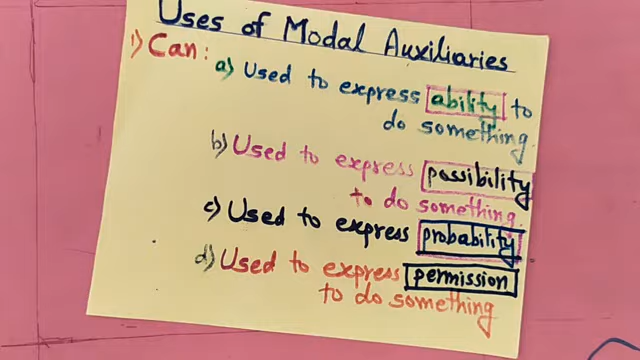 Uses of Modal Auxiliaries
1) Can:
a) Used to express ability to
do something.
b) Used to express possibility
to do something.
c) Used to express probability
d) Used to express permission
to do something